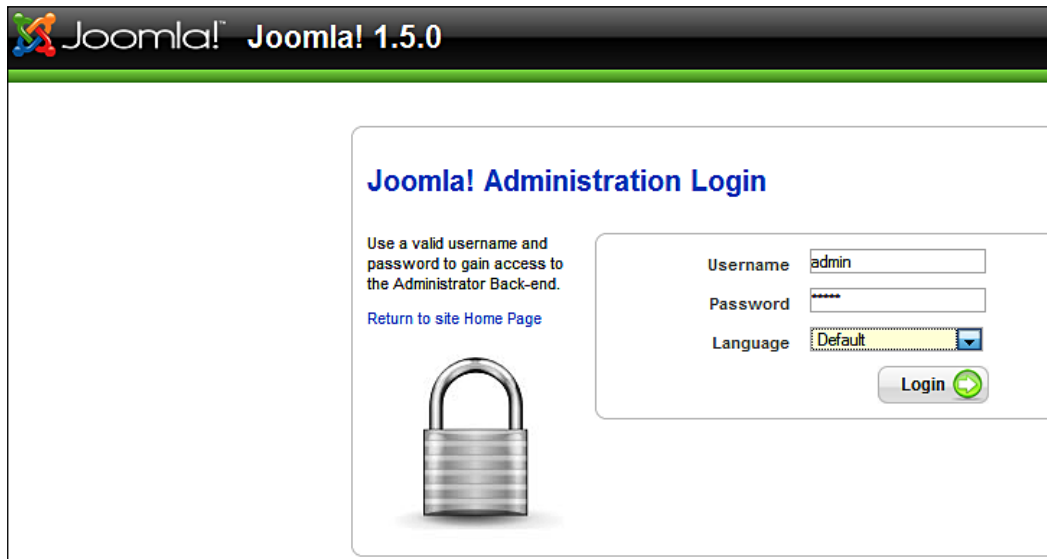 Joomla!™ Joomla! 1.5.0
Joomla! Administration Login
Use a valid username and
password to gain access to
the Administrator Back-end.
Return to site Home Page
Username admin
Password *****
Language Default
Login